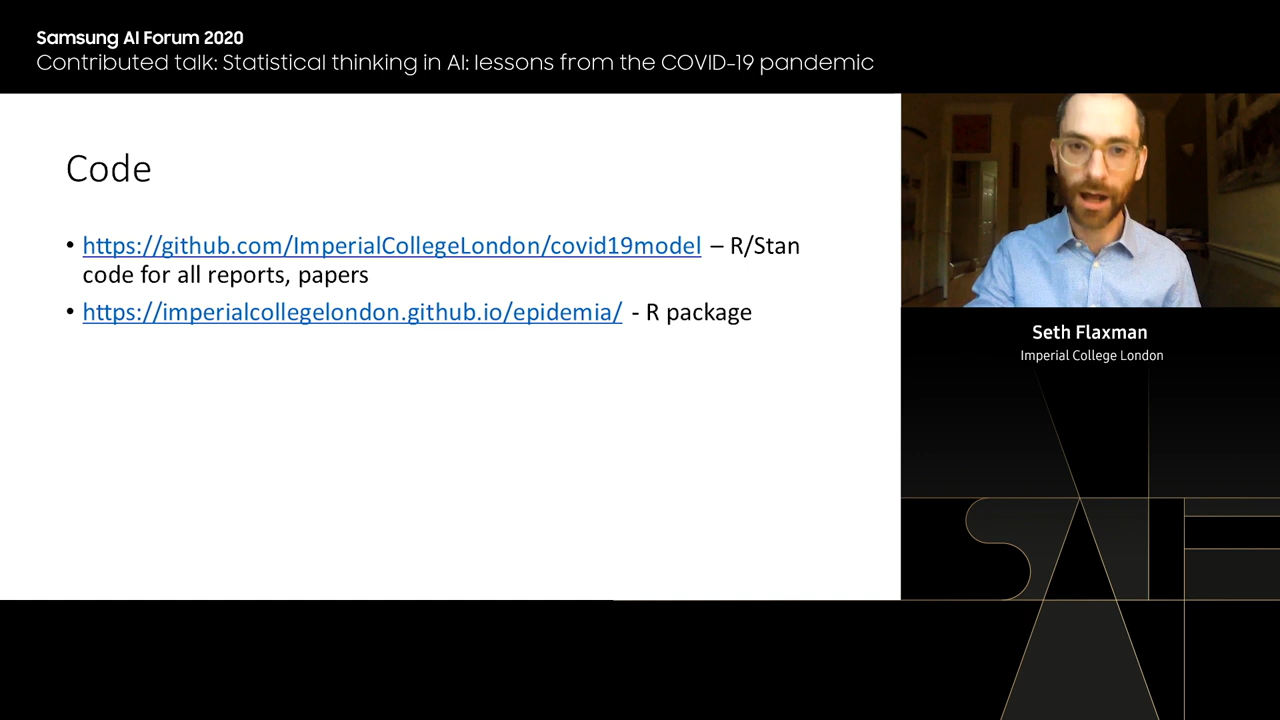 Samsung AI Forum 2020
Contributed talk: Statistical thinking in AI: lessons from the COVID-19 pandemic
Code
• https://github.com/ImperialCollegeLondon/covid19model – R/Stan
code for all reports, papers
• https://imperialcollegelondon.github.io/epidemia/ - R package
Seth Flaxman
Imperial College London